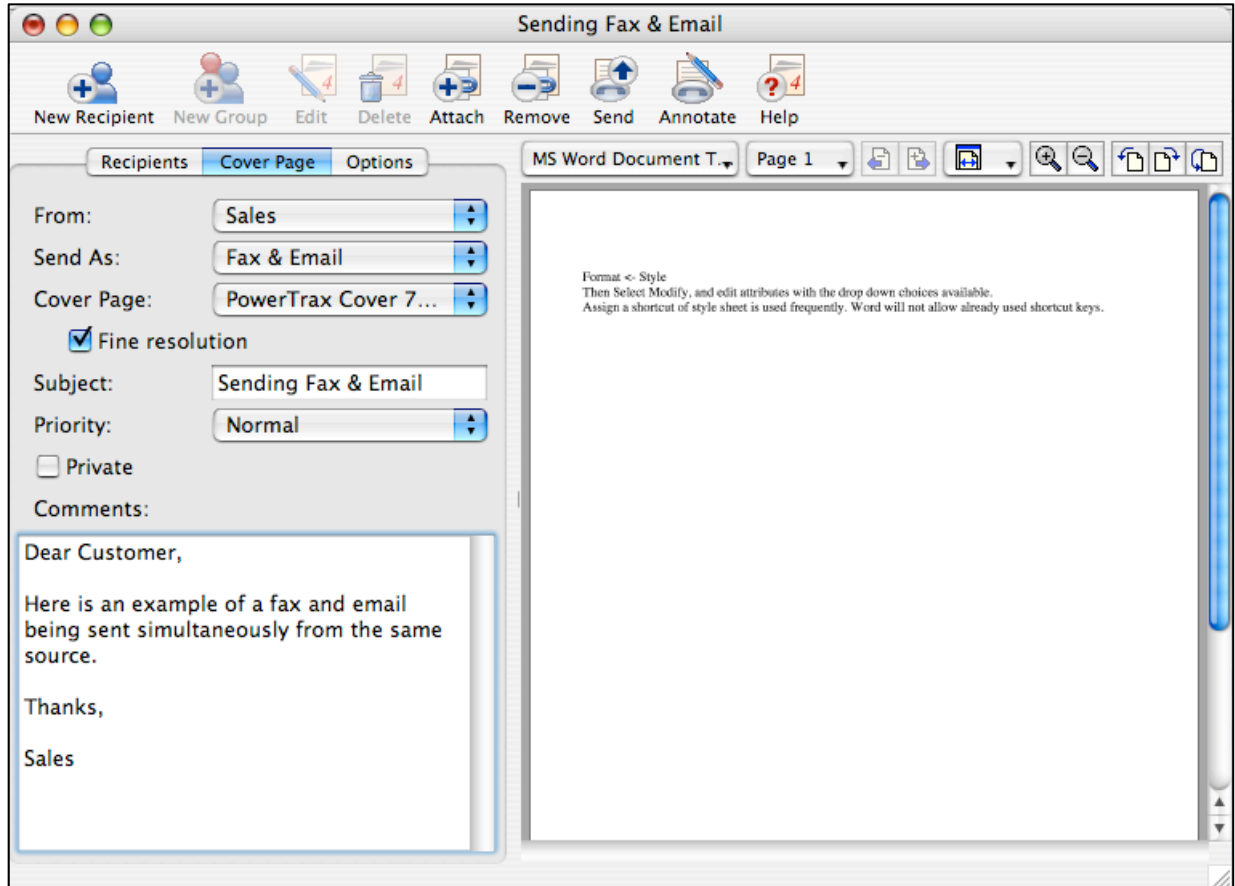 Sending Fax & Email
New Recipient New Group Edit Delete Attach Remove Send Annotate Help
Recipients Cover Page Options
MS Word Document T... Page 1
From: Sales
Send As: Fax & Email
Cover Page: PowerTrax Cover 7...
Fine resolution
Subject: Sending Fax & Email
Priority: Normal
Private
Comments:
Dear Customer,
Here is an example of a fax and email
being sent simultaneously from the same
source.
Thanks,
Sales
Format <- Style
Then Select Modify, and edit attributes with the drop down choices available.
Assign a shortcut of style sheet is used frequently. Word will not allow already used shortcut keys.